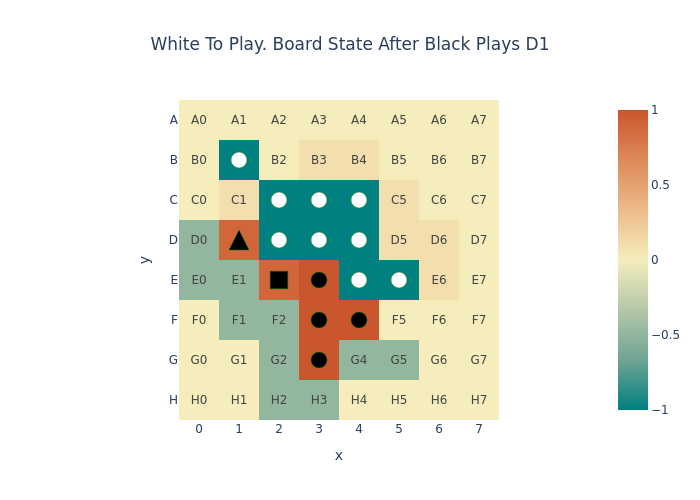 White To Play. Board State After Black Plays D1
A A0 A1 A2 A3 A4 A5 A6 A7
B B0 B2 B3 B4 B5 B6 B7
C C0 C1 C5 C6 C7
D D0 D5 D6 D7
E E0 E1 E6 E7
F F0 F1 F2 F5 F6 F7
G G0 G1 G2 G4 G5 G6 G7
H H0 H1 H2 H3 H4 H5 H6 H7
0 1 2 3 4 5 6 7
x
y
1
0.5
0
−0.5
−1